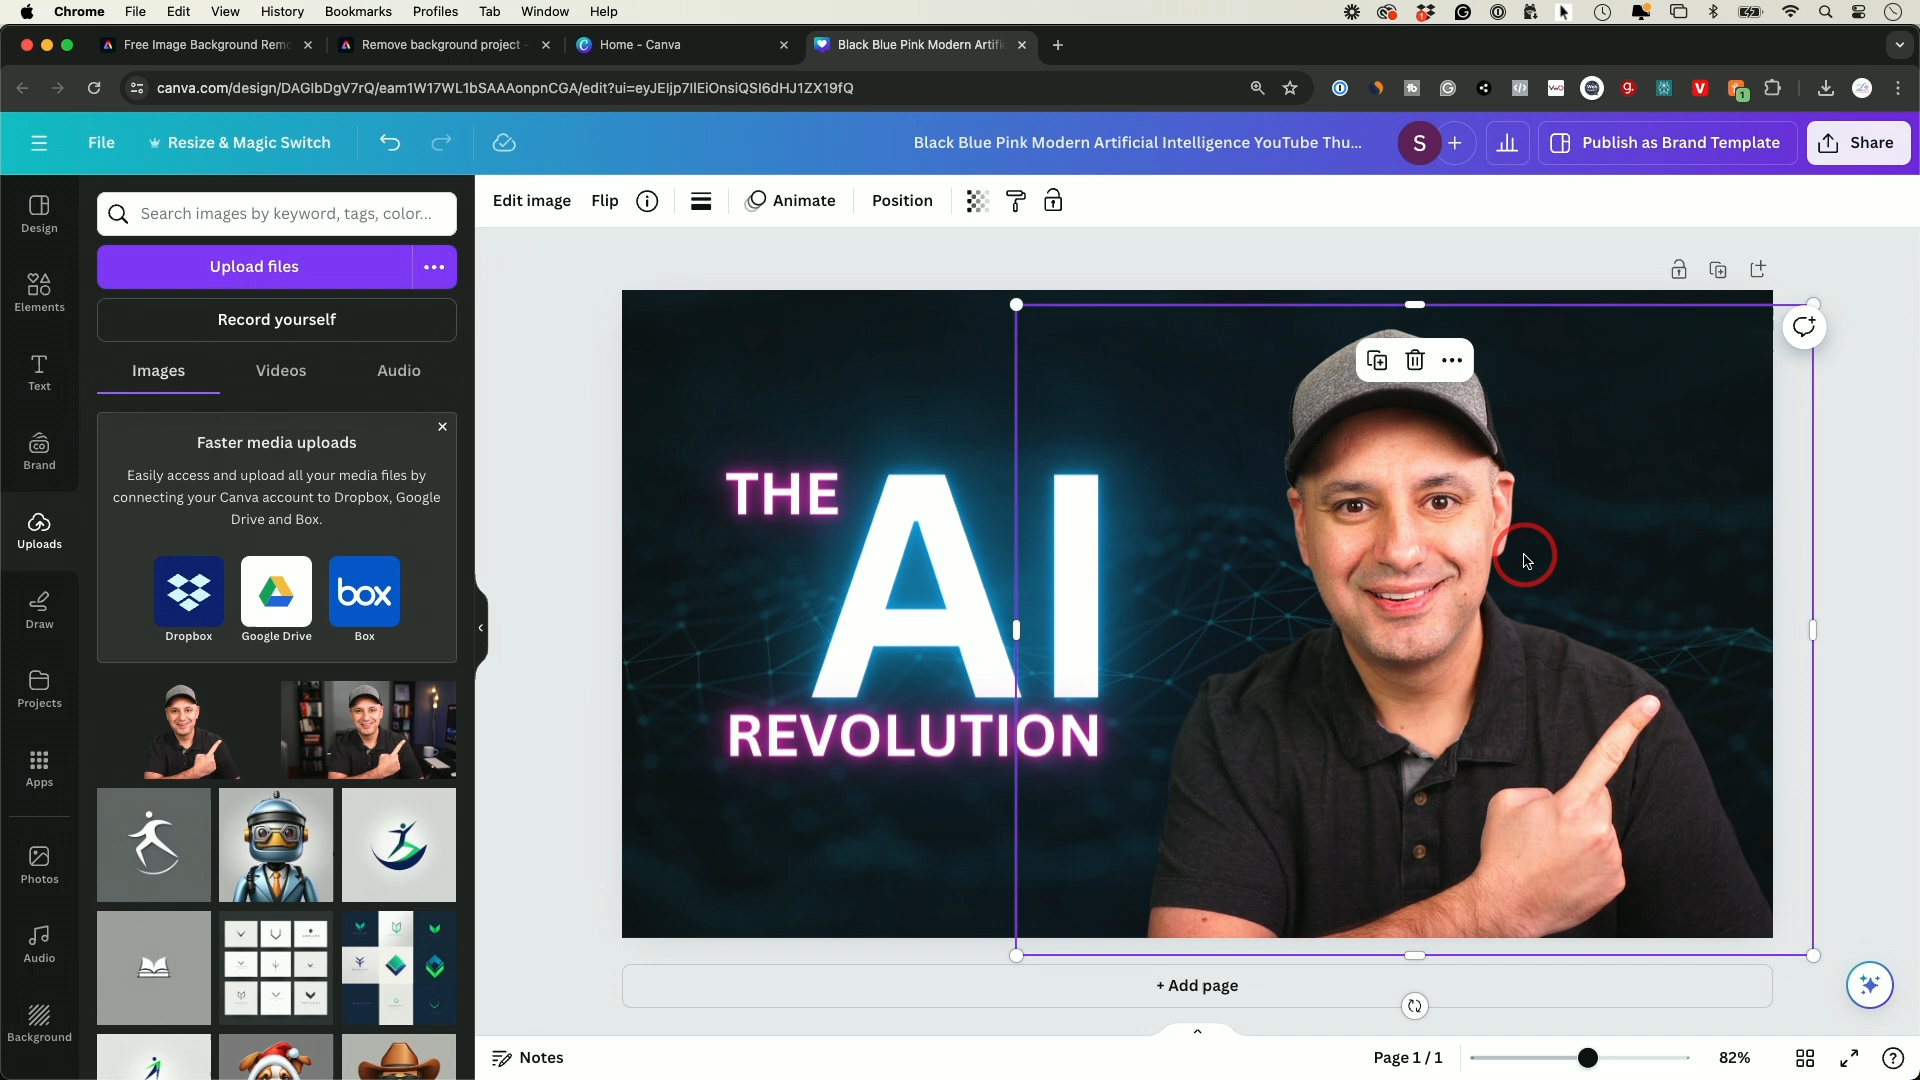 Chrome File Edit View History Bookmarks Profiles Tab Window Help
Free Image Background Remo
Remove background project -
Home - Canva
Black Blue Pink Modern Artific
canva.com/design/DAGIbDgV7rQ/eam1W17WL1bSAAAonpnCGA/edit?ui=eyJEIjp7IlEiOnsiQSI6dHJ1ZX19fQ
File
Resize & Magic Switch
Black Blue Pink Modern Artificial Intelligence YouTube Thu...
S
Publish as Brand Template
Share
Design
Elements
Text
Brand
Uploads
Draw
Projects
Apps
Photos
Audio
Background
Search images by keyword, tags, color...
Upload files
Record yourself
Images Videos Audio
Faster media uploads
Easily access and upload all your media files by
connecting your Canva account to Dropbox, Google
Drive and Box.
box
Dropbox Google Drive Box
Edit image Flip Animate Position
THE
AI
REVOLUTION
+ Add page
Notes
Page 1 / 1
82%